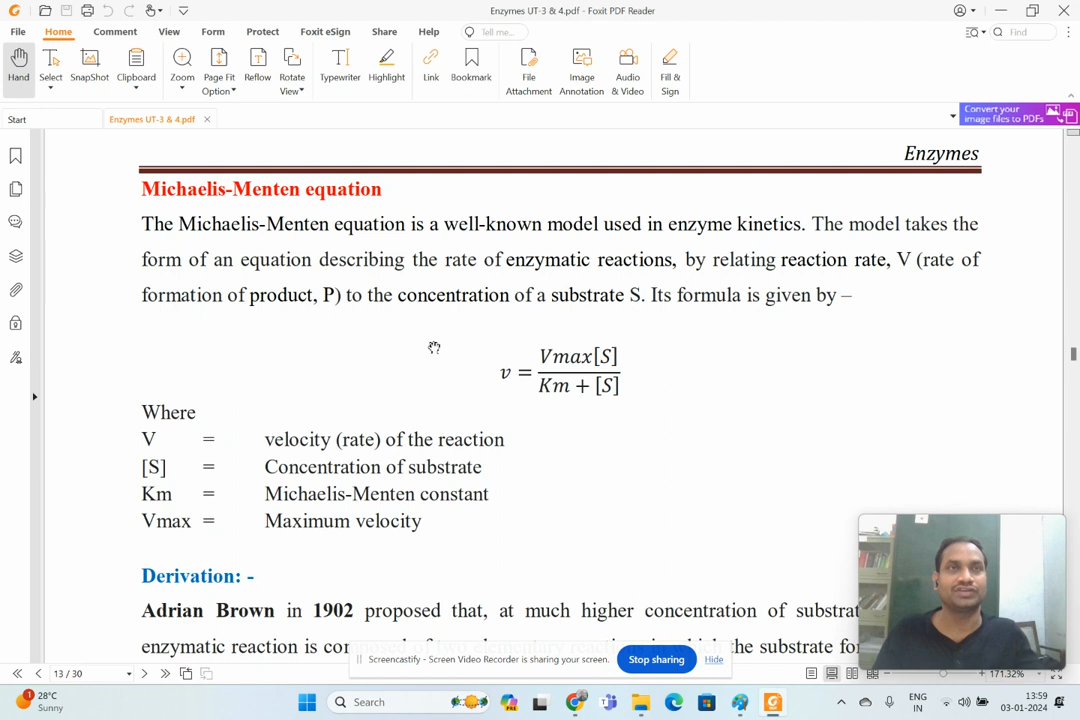 Enzymes UT-3 & 4.pdf - Foxit PDF Reader
File Home Comment View Form Protect Foxit eSign Share Help Tell me... Find
Hand Select SnapShot Clipboard Zoom Page Fit Option Reflow Rotate View Typewriter Highlight Link Bookmark File Attachment Image Annotation Audio & Video Fill & Sign
Start Enzymes UT-3 & 4.pdf
Convert your image files to PDFs
Enzymes
Michaelis-Menten equation
The Michaelis-Menten equation is a well-known model used in enzyme kinetics. The model takes the
form of an equation describing the rate of enzymatic reactions, by relating reaction rate, V (rate of
formation of product, P) to the concentration of a substrate S. Its formula is given by –
v = Vmax[S] / Km + [S]
Where
V = velocity (rate) of the reaction
[S] = Concentration of substrate
Km = Michaelis-Menten constant
Vmax = Maximum velocity
Derivation: -
Adrian Brown in 1902 proposed that, at much higher concentration of substrat
enzymatic reaction is the substrate fo
Screencastify - Screen Video Recorder is sharing your screen. Stop sharing Hide
13 / 30 171.32%
28°C
Sunny
Search
ENG
IN
13:59
03-01-2024